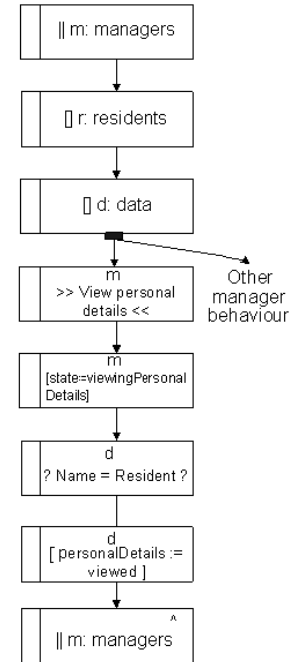 || m: managers
[] r: residents
[] d: data
m
>> View personal
details <<
Other
manager
behaviour
m
[state:=viewingPersonal
Details]
d
? Name = Resident ?
d
[ personalDetails :=
viewed ]
^
|| m: managers